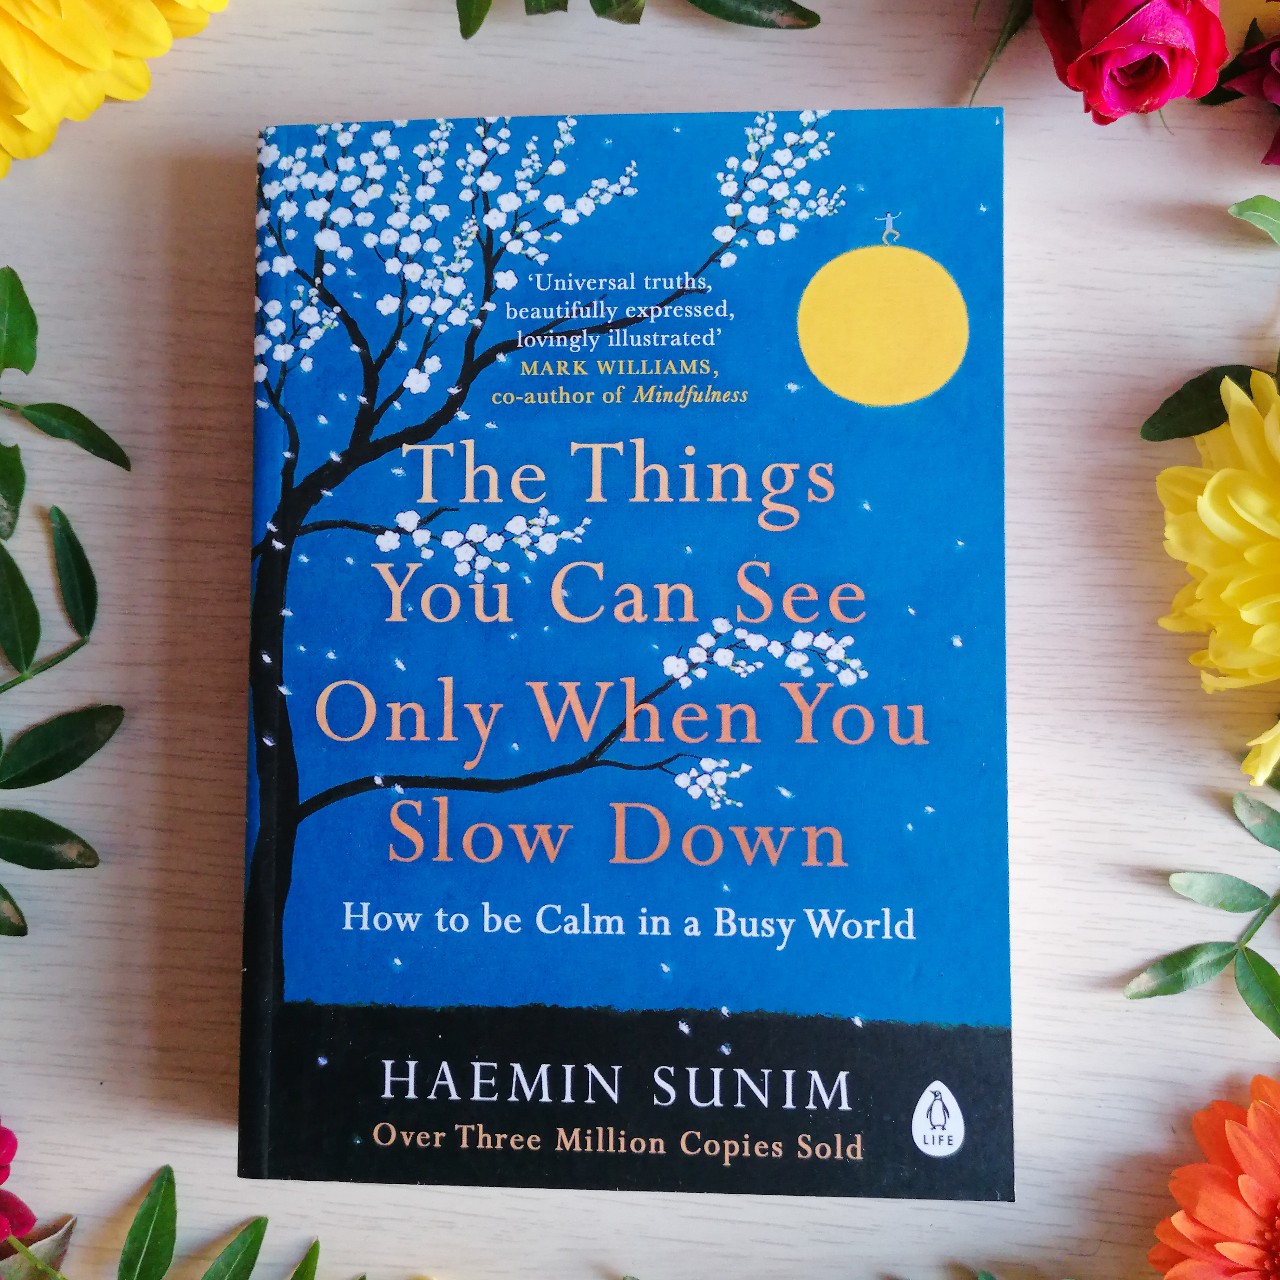 ‘Universal truths,
beautifully expressed,
lovingly illustrated’
MARK WILLIAMS,
co-author of Mindfulness
The Things
You Can See
Only When You
Slow Down
How to be Calm in a Busy World
HAEMIN SUNIM
Over Three Million Copies Sold
LIFE